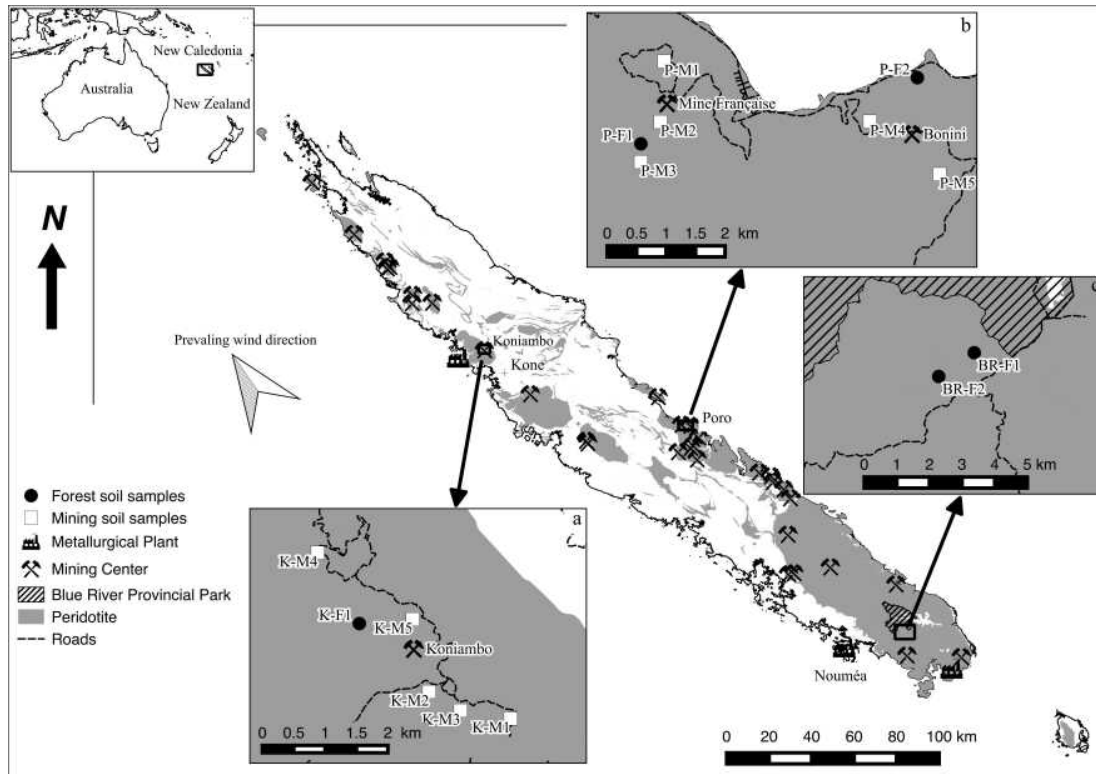 New Caledonia
Australia
New Zealand
N
Prevaling wind direction
Koniambo
Kone
Poro
Nouméa
0 20 40 60 80 100 km
Forest soil samples
Mining soil samples
Metallurgical Plant
Mining Center
Blue River Provincial Park
Peridotite
Roads
a
K-M4
K-F1
K-M5
Koniambo
K-M2
K-M3
K-M1
0 0.5 1 1.5 2 km
b
P-M1
P-F2
Mine Française
P-M2
P-M4
Bonini
P-F1
P-M3
P-M5
0 0.5 1 1.5 2 km
BR-F1
BR-F2
0 1 2 3 4 5 km